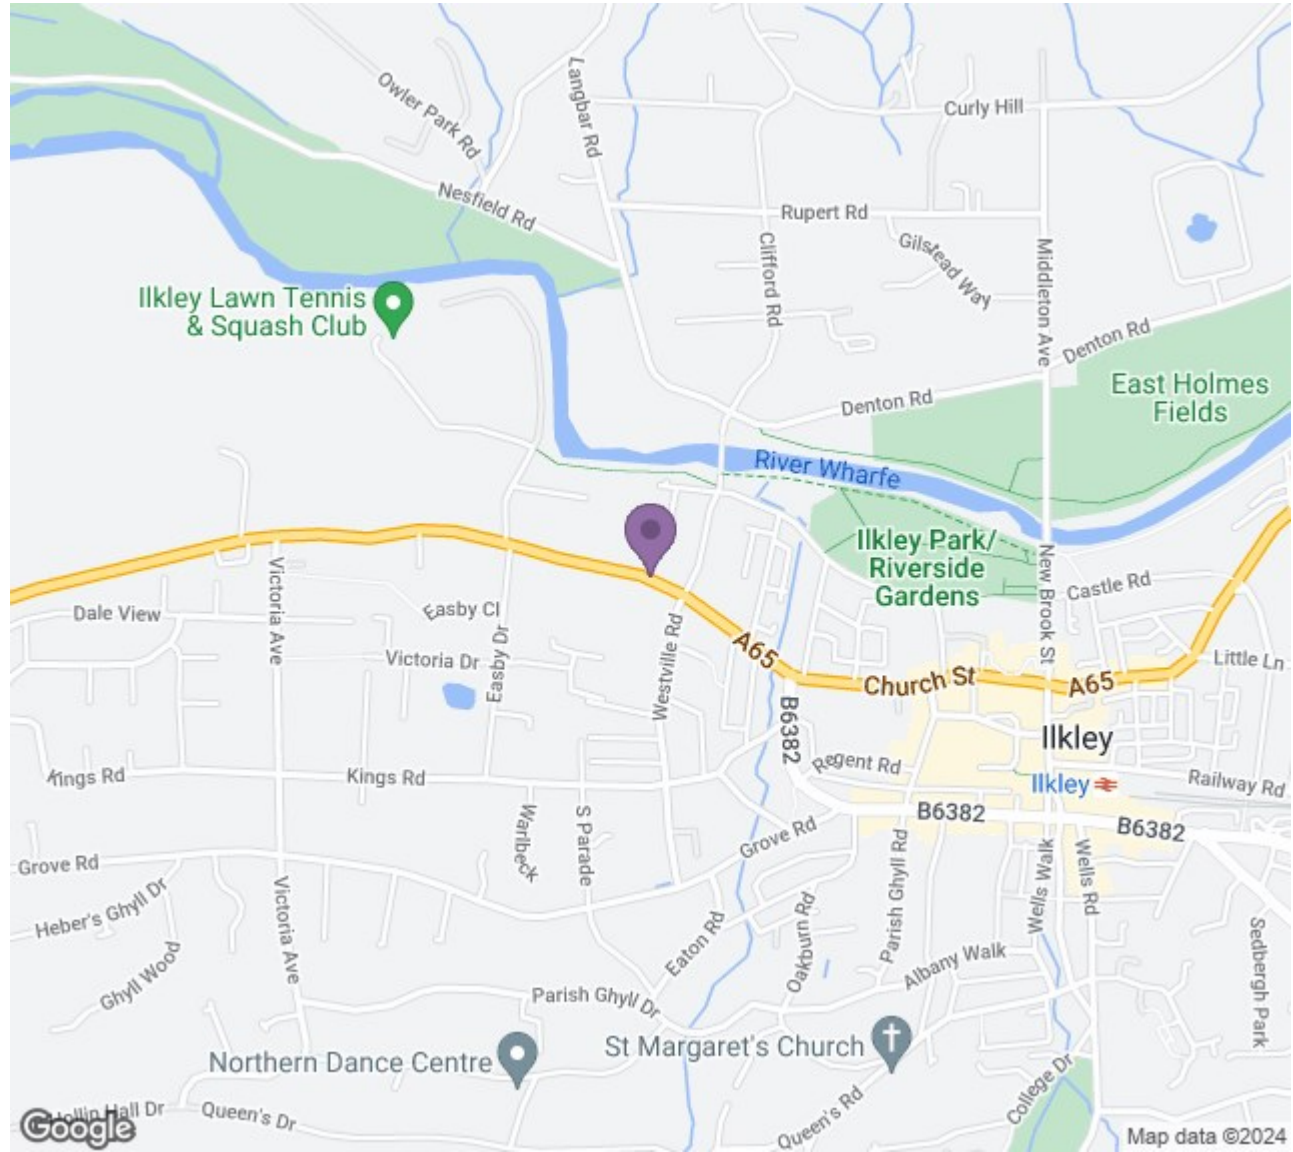 Owler Park Rd
Langbar Rd
Curly Hill
Nesfield Rd
Rupert Rd
Clifford Rd
Gilstead Way
Middleton Ave
Ilkley Lawn Tennis
& Squash Club
Denton Rd
Denton Rd
East Holmes
Fields
River Wharfe
Ilkley Park/
Riverside
Gardens
New Brook St
Castle Rd
Victoria Ave
Dale View
Easby Cl
Easby Dr
Victoria Dr
Westville Rd
A65
Church St
A65
Little Ln
B6382
Ilkley
Kings Rd
Kings Rd
Regent Rd
Ilkley
Railway Rd
Warlbeck
S Parade
B6382
B6382
Grove Rd
Grove Rd
Heber's Ghyll Dr
Victoria Ave
Ghyll Wood
Eaton Rd
Oakburn Rd
Parish Ghyll Rd
Wells Walk
Wells Rd
Albany Walk
Sedbergh Park
Parish Ghyll Dr
Northern Dance Centre
St Margaret's Church
Hollin Hall Dr
Queen's Dr
Queen's Rd
College Dr
Google
Map data ©2024